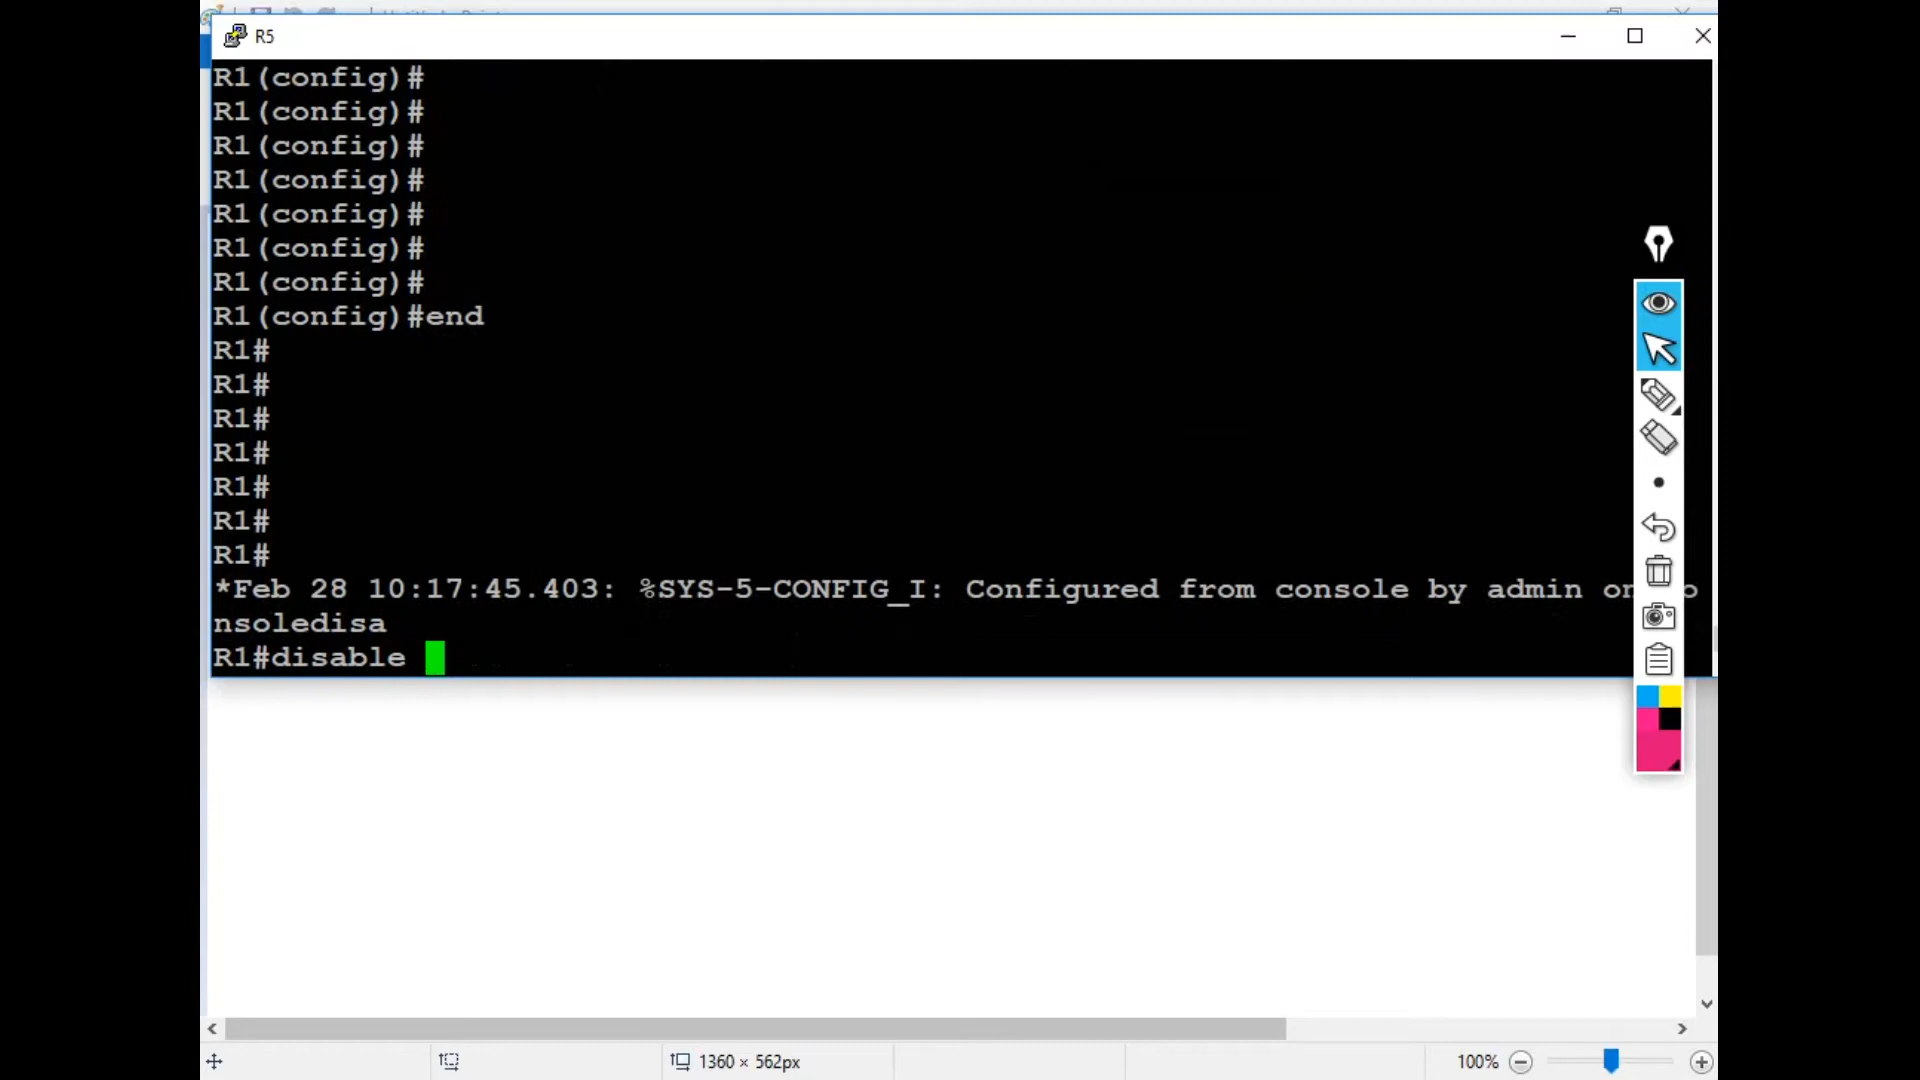 R5
R1(config)#
R1(config)#
R1(config)#
R1(config)#
R1(config)#
R1(config)#
R1(config)#
R1(config)#end
R1#
R1#
R1#
R1#
R1#
R1#
R1#
*Feb 28 10:17:45.403: %SYS-5-CONFIG_I: Configured from console by admin on o
nsoledisa
R1#disable
1360 × 562px
100%